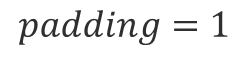 padding = 1